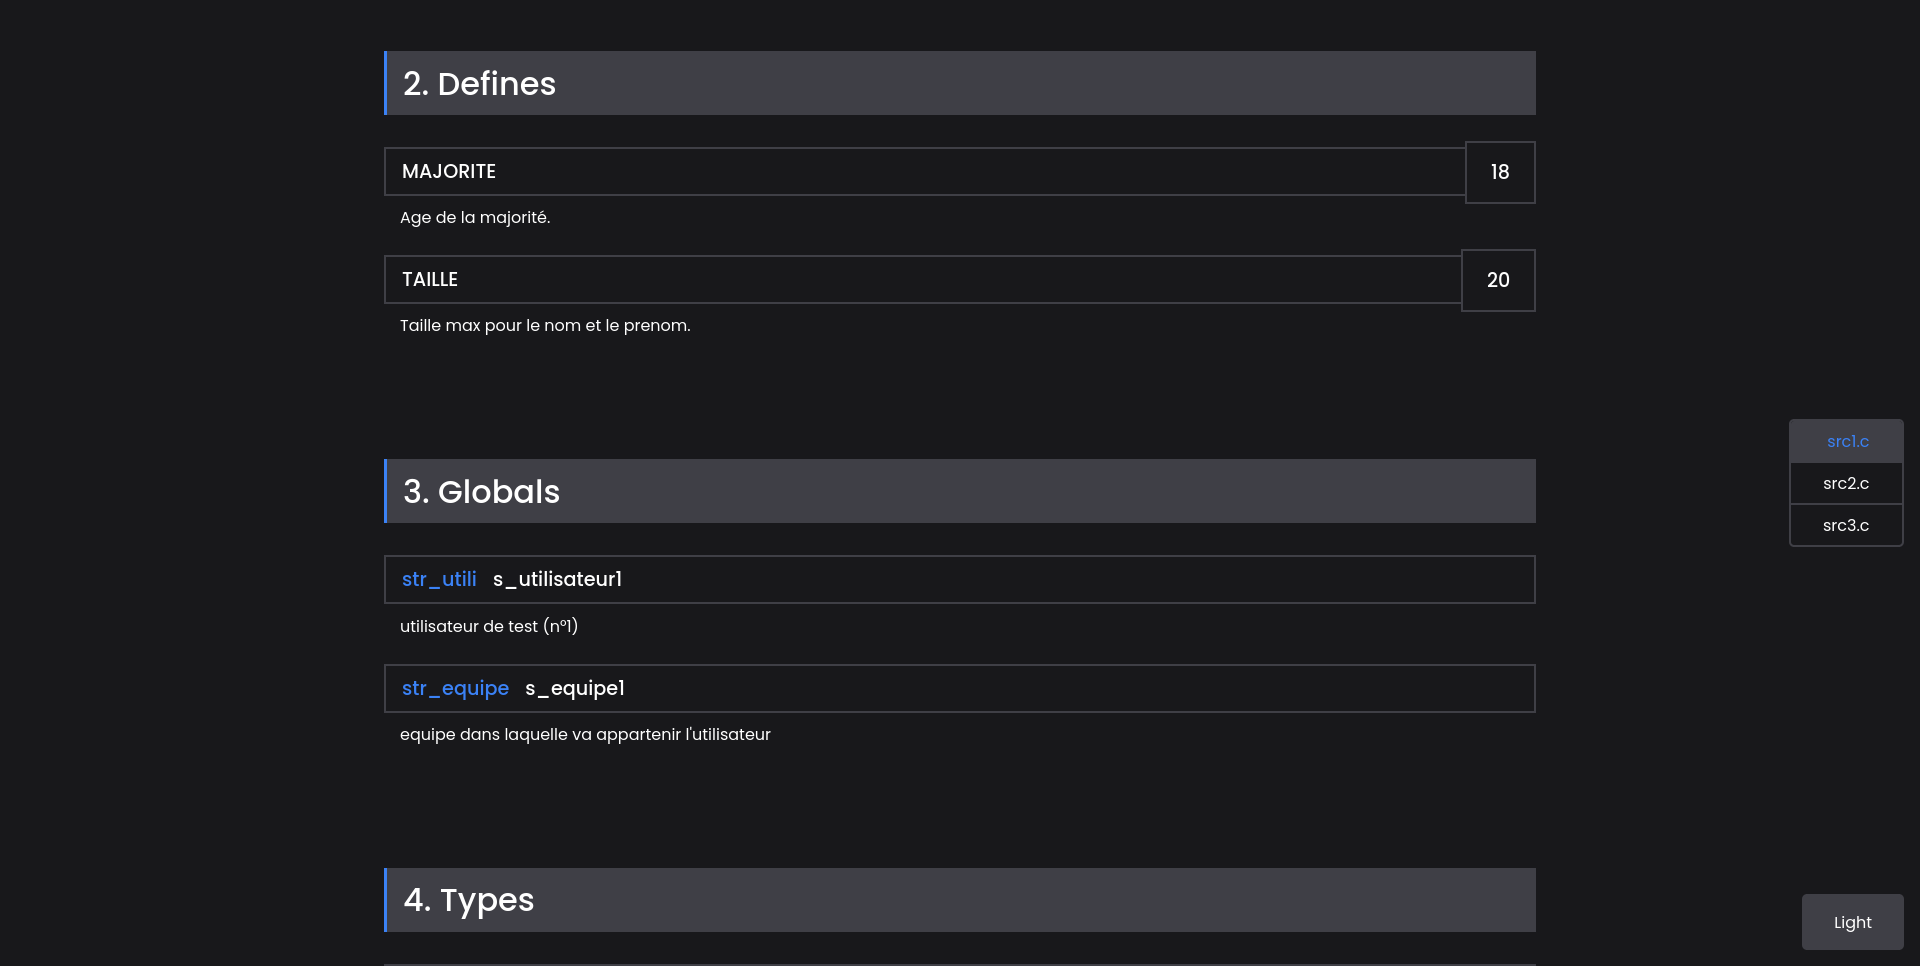 2. Defines
MAJORITE 18
Age de la majorité.
TAILLE 20
Taille max pour le nom et le prenom.
3. Globals
str_utili s_utilisateur1
utilisateur de test (n°1)
str_equipe s_equipe1
equipe dans laquelle va appartenir l'utilisateur
4. Types
src1.c
src2.c
src3.c
Light